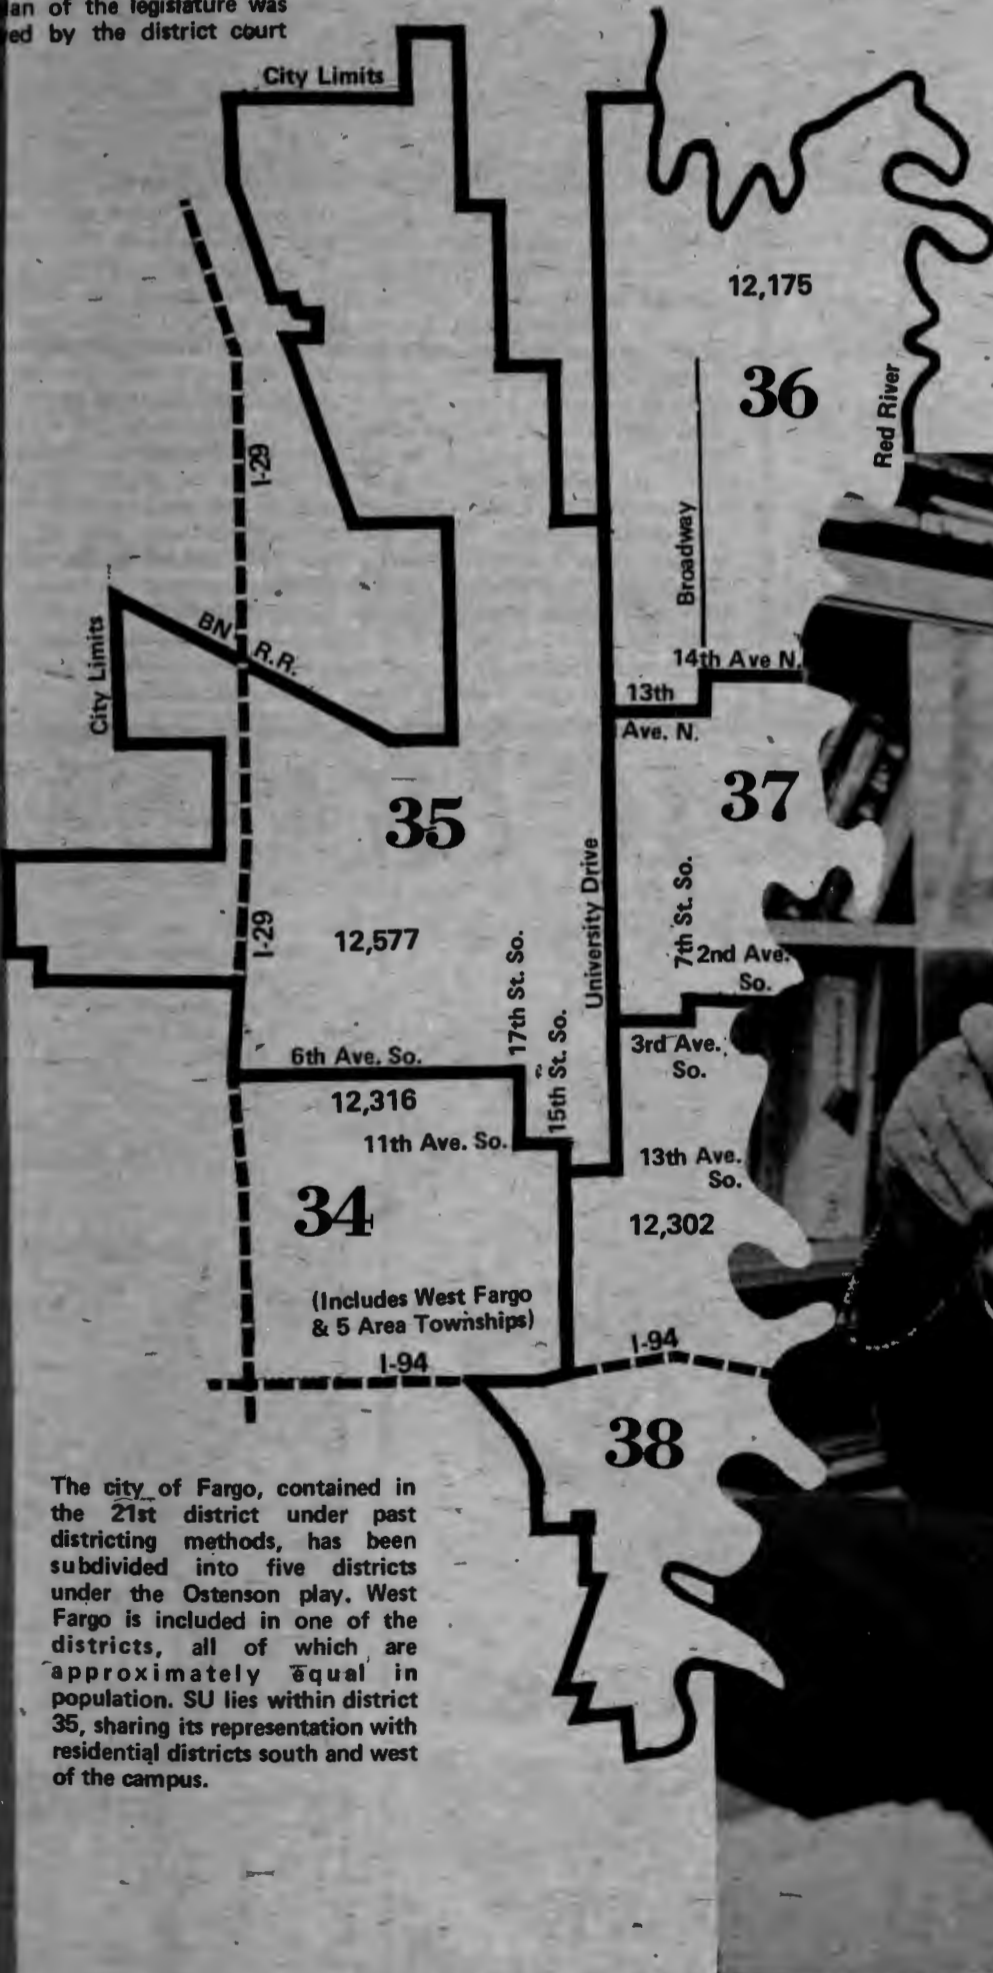 an of the legislature was
ed by the district court
City Limits
12,175
36
Red River
I-29
Broadway
City Limits
BN R.R.
14th Ave N.
13th
Ave. N.
37
35
University Drive
7th St. So.
I-29
12,577
17th St. So.
2nd Ave.
So.
15th St. So.
3rd Ave.
So.
6th Ave. So.
12,316
11th Ave. So.
13th Ave.
So.
34
12,302
(Includes West Fargo
& 5 Area Townships)
I-94
I-94
38
The city of Fargo, contained in
the 21st district under past
districting methods, has been
subdivided into five districts
under the Ostenson play. West
Fargo is included in one of the
districts, all of which are
approximately equal in
population. SU lies within district
35, sharing its representation with
residential districts south and west
of the campus.